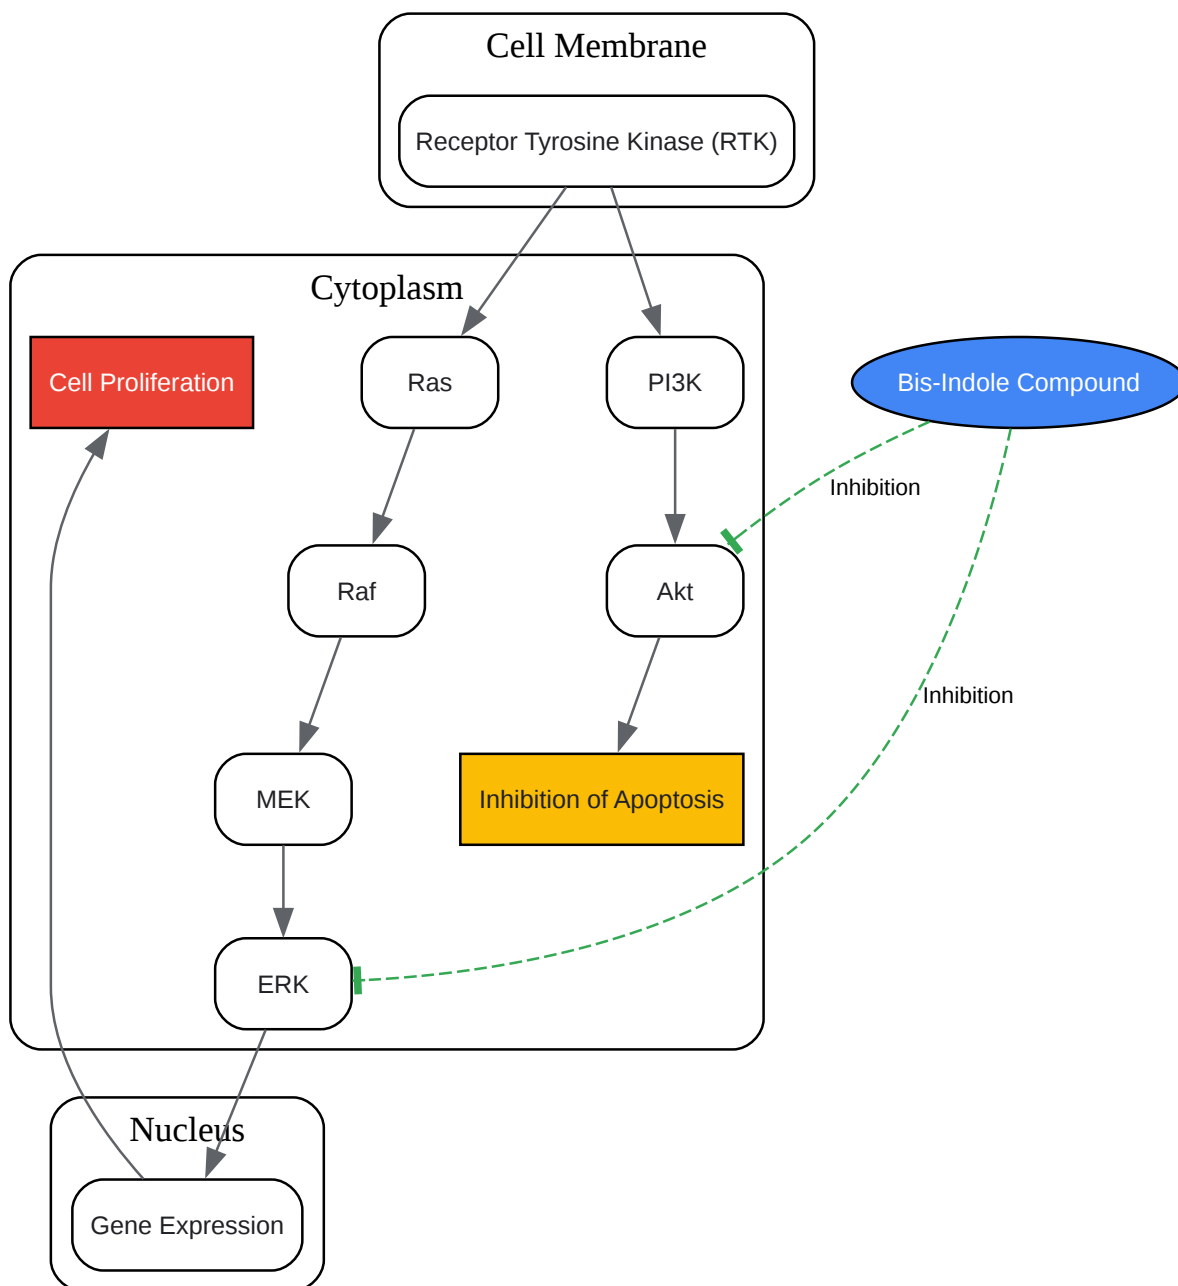 Cell Membrane
Receptor Tyrosine Kinase (RTK)
Cytoplasm
Cell Proliferation
Ras
PI3K
Bis-Indole Compound
Inhibition
Raf
Akt
Inhibition
MEK
Inhibition of Apoptosis
ERK
Nucleus
Gene Expression